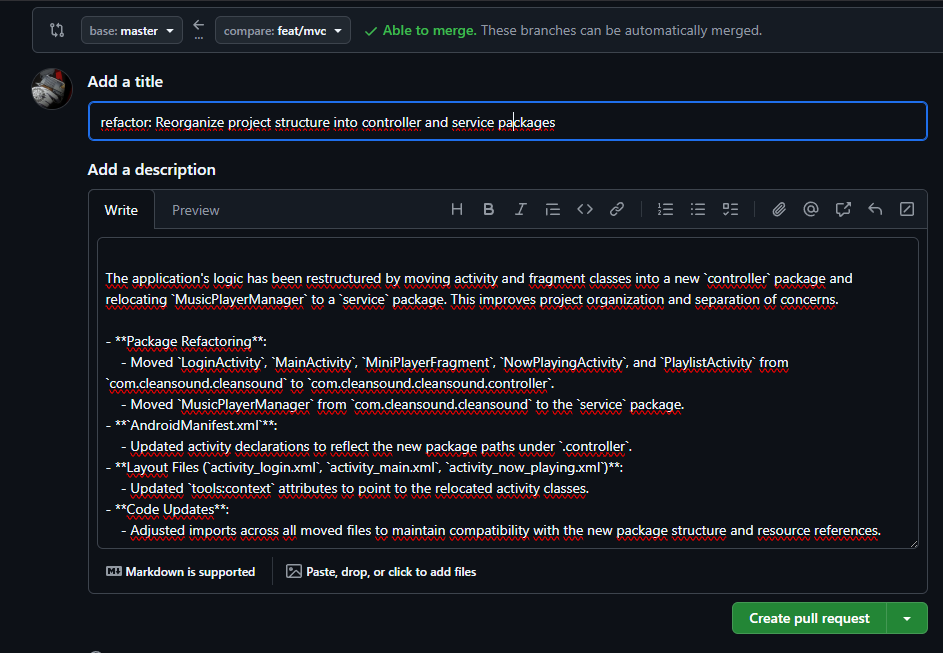 base: master
compare: feat/mvc
Able to merge. These branches can be automatically merged.
Add a title
refactor: Reorganize project structure into controller and service packages
Add a description
Write
Preview
The application's logic has been restructured by moving activity and fragment classes into a new `controller` package and
relocating `MusicPlayerManager` to a `service` package. This improves project organization and separation of concerns.
- **Package Refactoring**:
- Moved `LoginActivity`, `MainActivity`, `MiniPlayerFragment`, `NowPlayingActivity`, and `PlaylistActivity` from
`com.cleansound.cleansound` to `com.cleansound.cleansound.controller`.
- Moved `MusicPlayerManager` from `com.cleansound.cleansound` to the `service` package.
- **`AndroidManifest.xml`**:
- Updated activity declarations to reflect the new package paths under `.controller`.
- **Layout Files (`activity_login.xml`, `activity_main.xml`, `activity_now_playing.xml`)**:
- Updated `tools:context` attributes to point to the relocated activity classes.
- **Code Updates**:
- Adjusted imports across all moved files to maintain compatibility with the new package structure and resource references.
Markdown is supported
Paste, drop, or click to add files
Create pull request